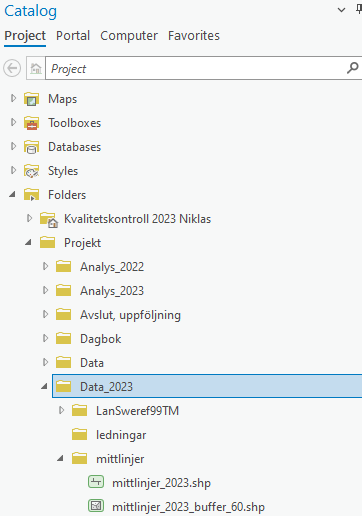 Catalog
Project Portal Computer Favorites
Project
Maps
Toolboxes
Databases
Styles
Folders
Kvalitetskontroll 2023 Niklas
Projekt
Analys_2022
Analys_2023
Avslut, uppföljning
Dagbok
Data
Data_2023
LanSweref99TM
ledningar
mittlinjer
mittlinjer_2023.shp
mittlinjer_2023_buffer_60.shp